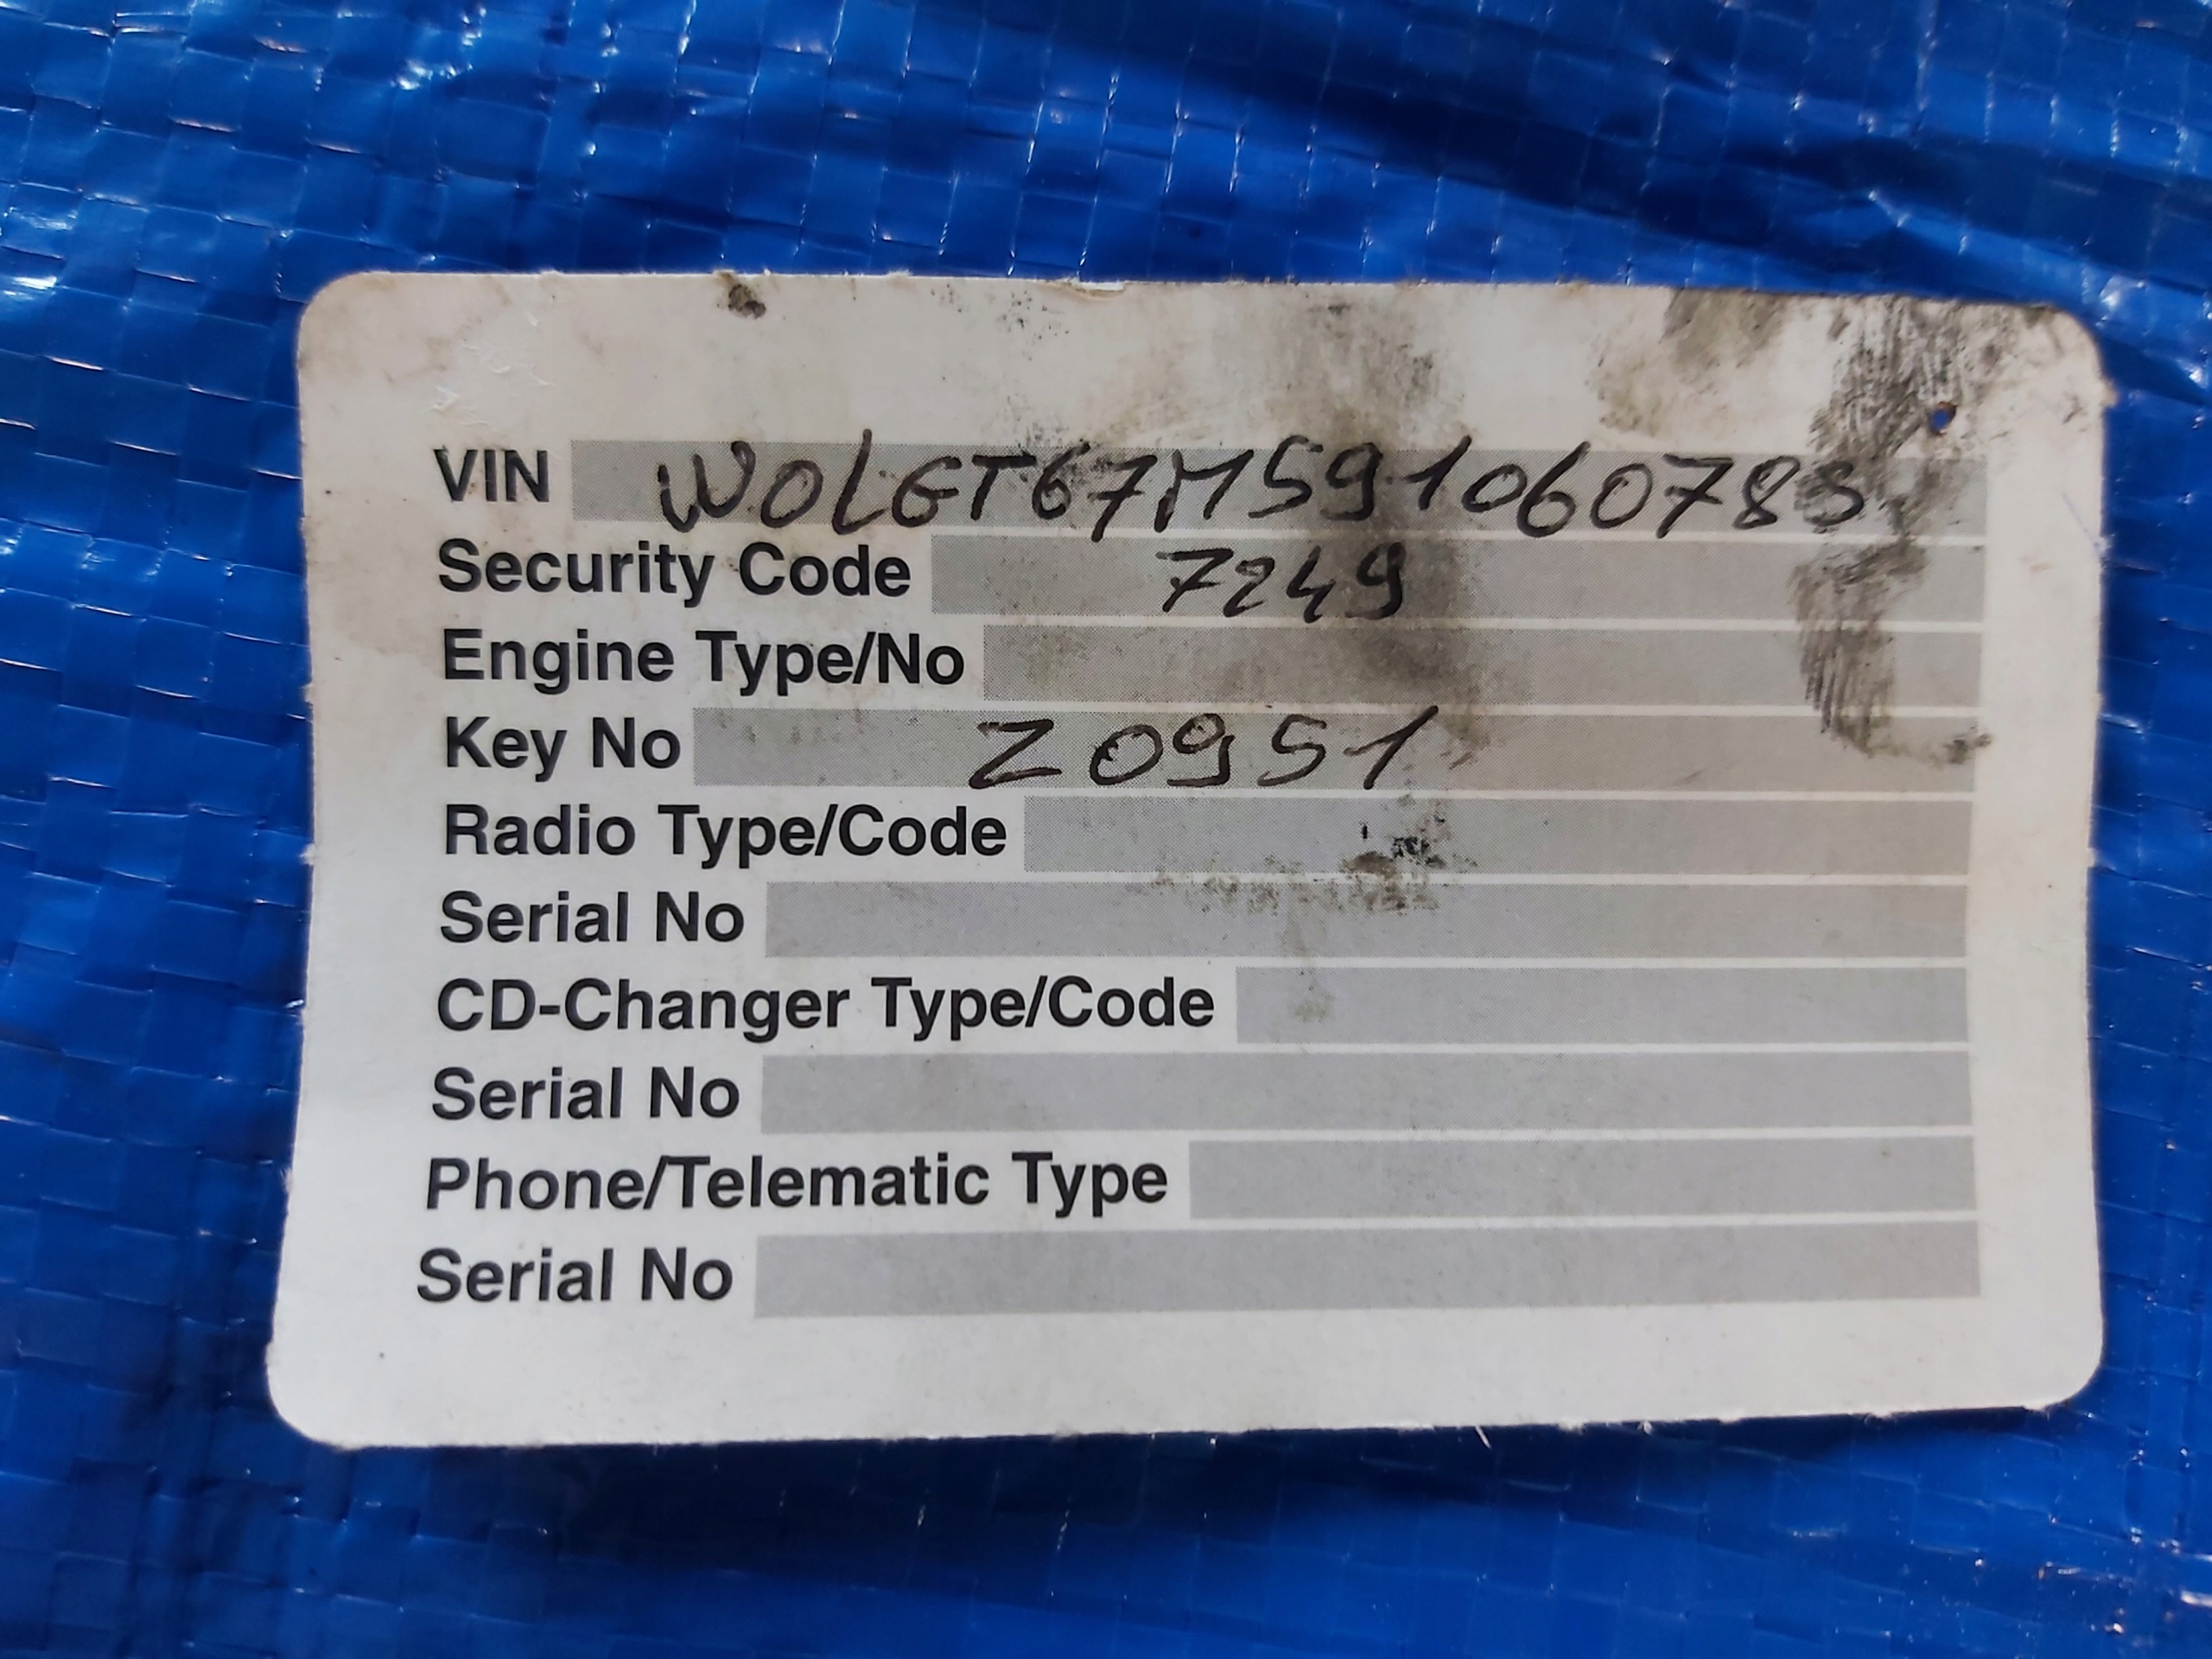 VIN W0LGT67M591060783
Security Code 7249
Engine Type/No
Key No Z0951
Radio Type/Code
Serial No
CD-Changer Type/Code
Serial No
Phone/Telematic Type
Serial No